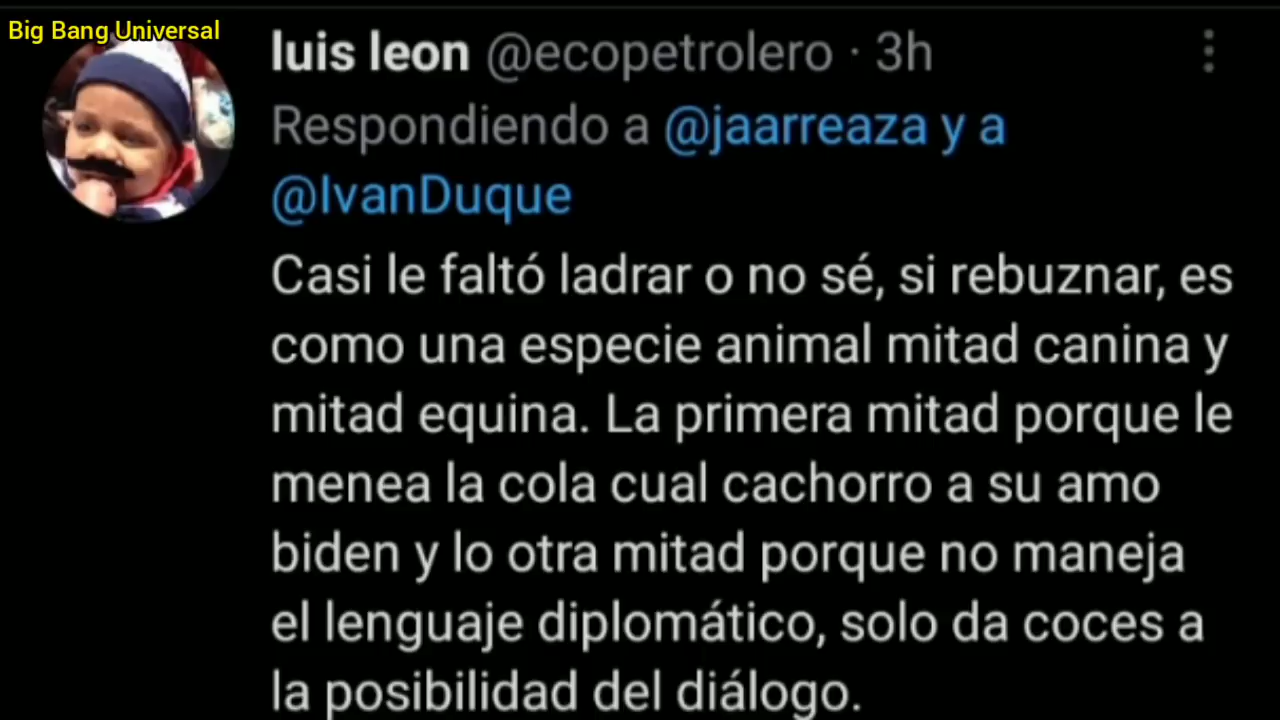 Big Bang Universal
luis leon @ecopetrolero · 3h
Respondiendo a @jaarreaza y a
@IvanDuque
Casi le faltó ladrar o no sé, si rebuznar, es
como una especie animal mitad canina y
mitad equina. La primera mitad porque le
menea la cola cual cachorro a su amo
biden y lo otra mitad porque no maneja
el lenguaje diplomático, solo da coces a
la posibilidad del diálogo.